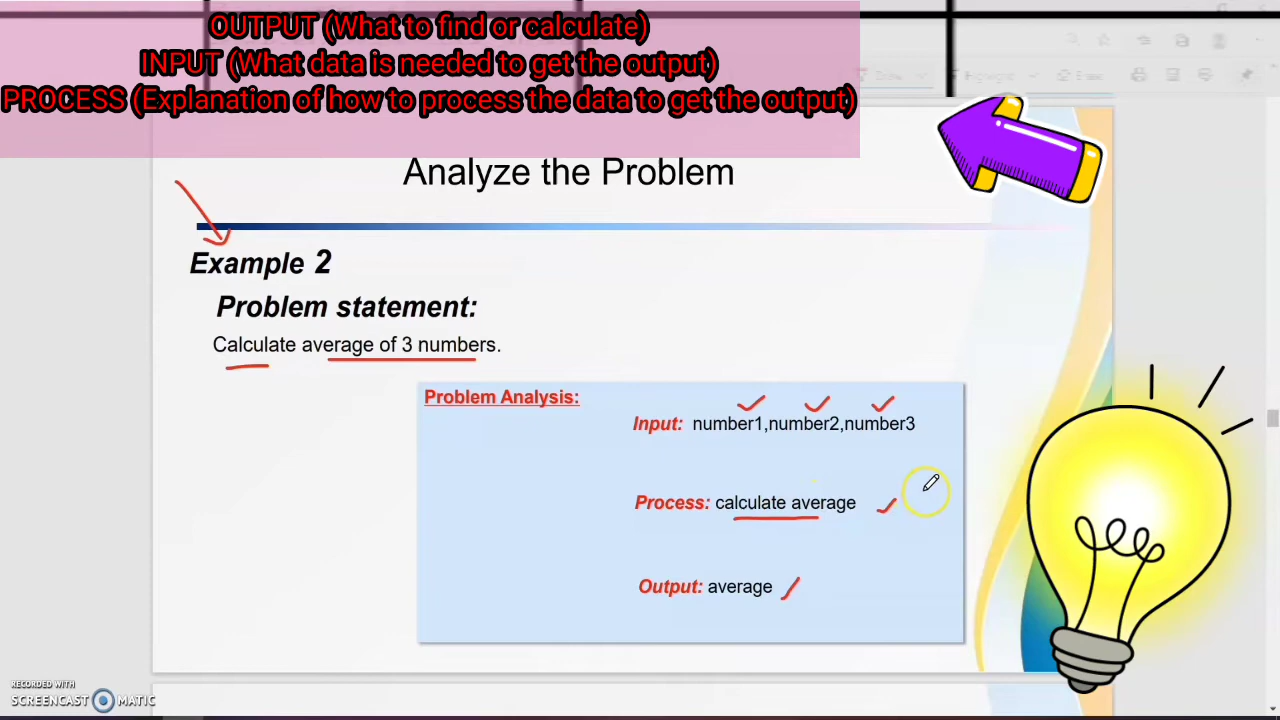 OUTPUT (What to find or calculate)
INPUT (What data is needed to get the output)
PROCESS (Explanation of how to process the data to get the output)
Analyze the Problem
Example 2
Problem statement:
Calculate average of 3 numbers.
Problem Analysis:
Input: number1,number2,number3
Process: calculate average
Output: average
RECORDED WITH
SCREENCAST MATIC